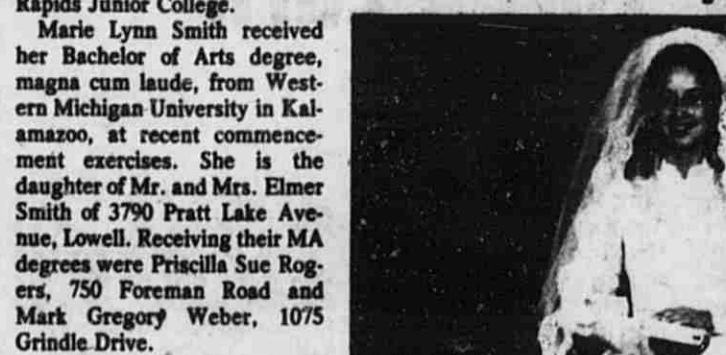 Rapids Junior College.
Marie Lynn Smith received
her Bachelor of Arts degree,
magna cum laude, from West-
ern Michigan University in Kal-
amazoo, at recent commence-
ment exercises. She is the
daughter of Mr. and Mrs. Elmer
Smith of 3790 Pratt Lake Ave-
nue, Lowell. Receiving their MA
degrees were Priscilla Sue Rog-
ers, 750 Foreman Road and
Mark Gregory Weber, 1075
Grindle Drive.